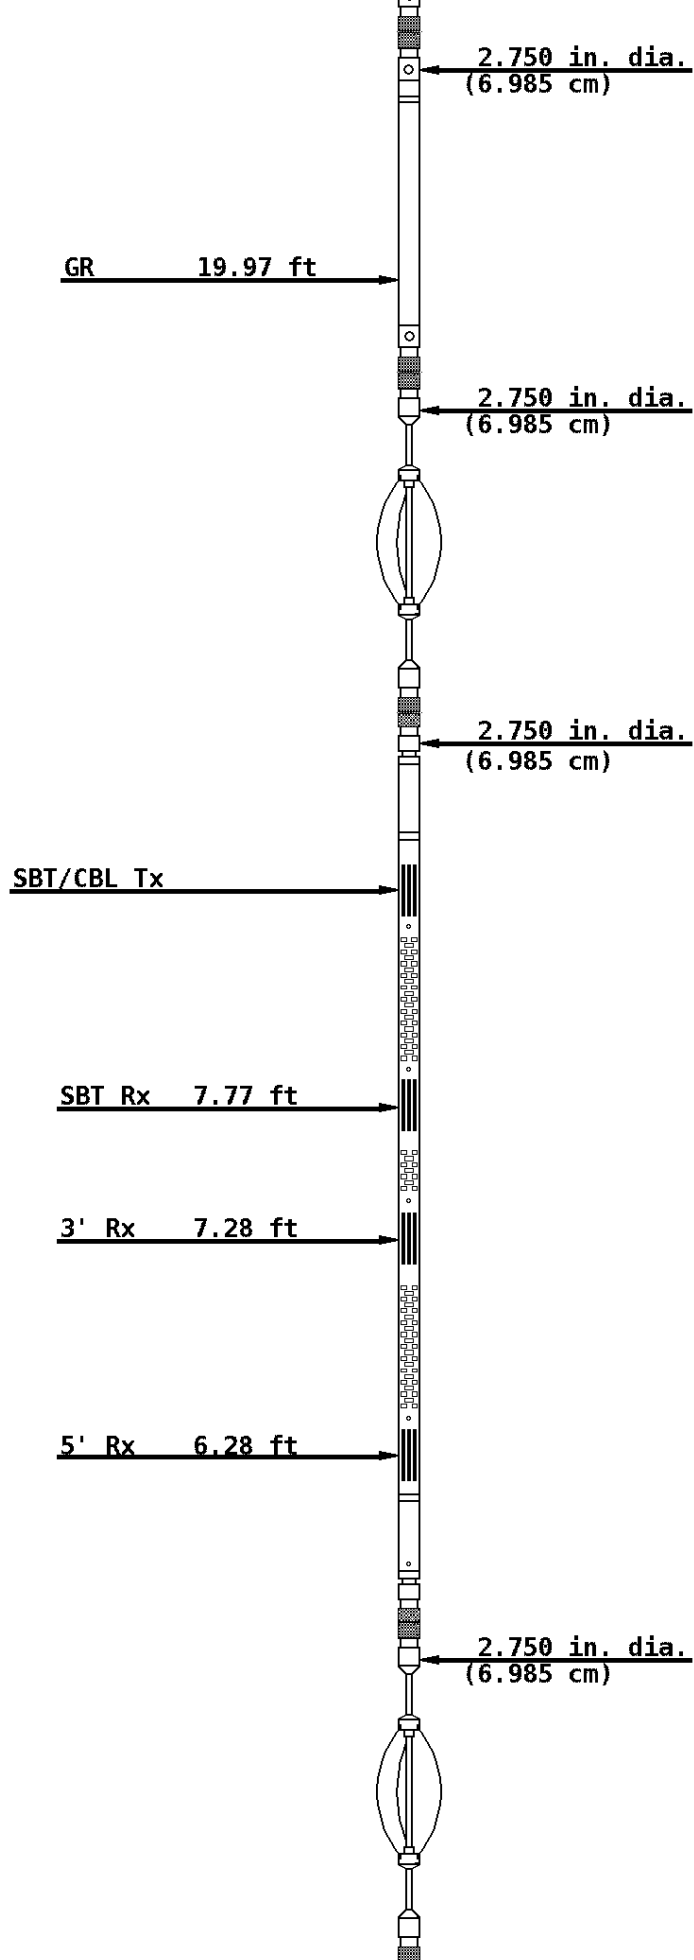 2.750 in. dia.
(6.985 cm)
GR 19.97 ft
2.750 in. dia.
(6.985 cm)
2.750 in. dia.
(6.985 cm)
SBT/CBL Tx
SBT Rx 7.77 ft
3' Rx 7.28 ft
5' Rx 6.28 ft
2.750 in. dia.
(6.985 cm)